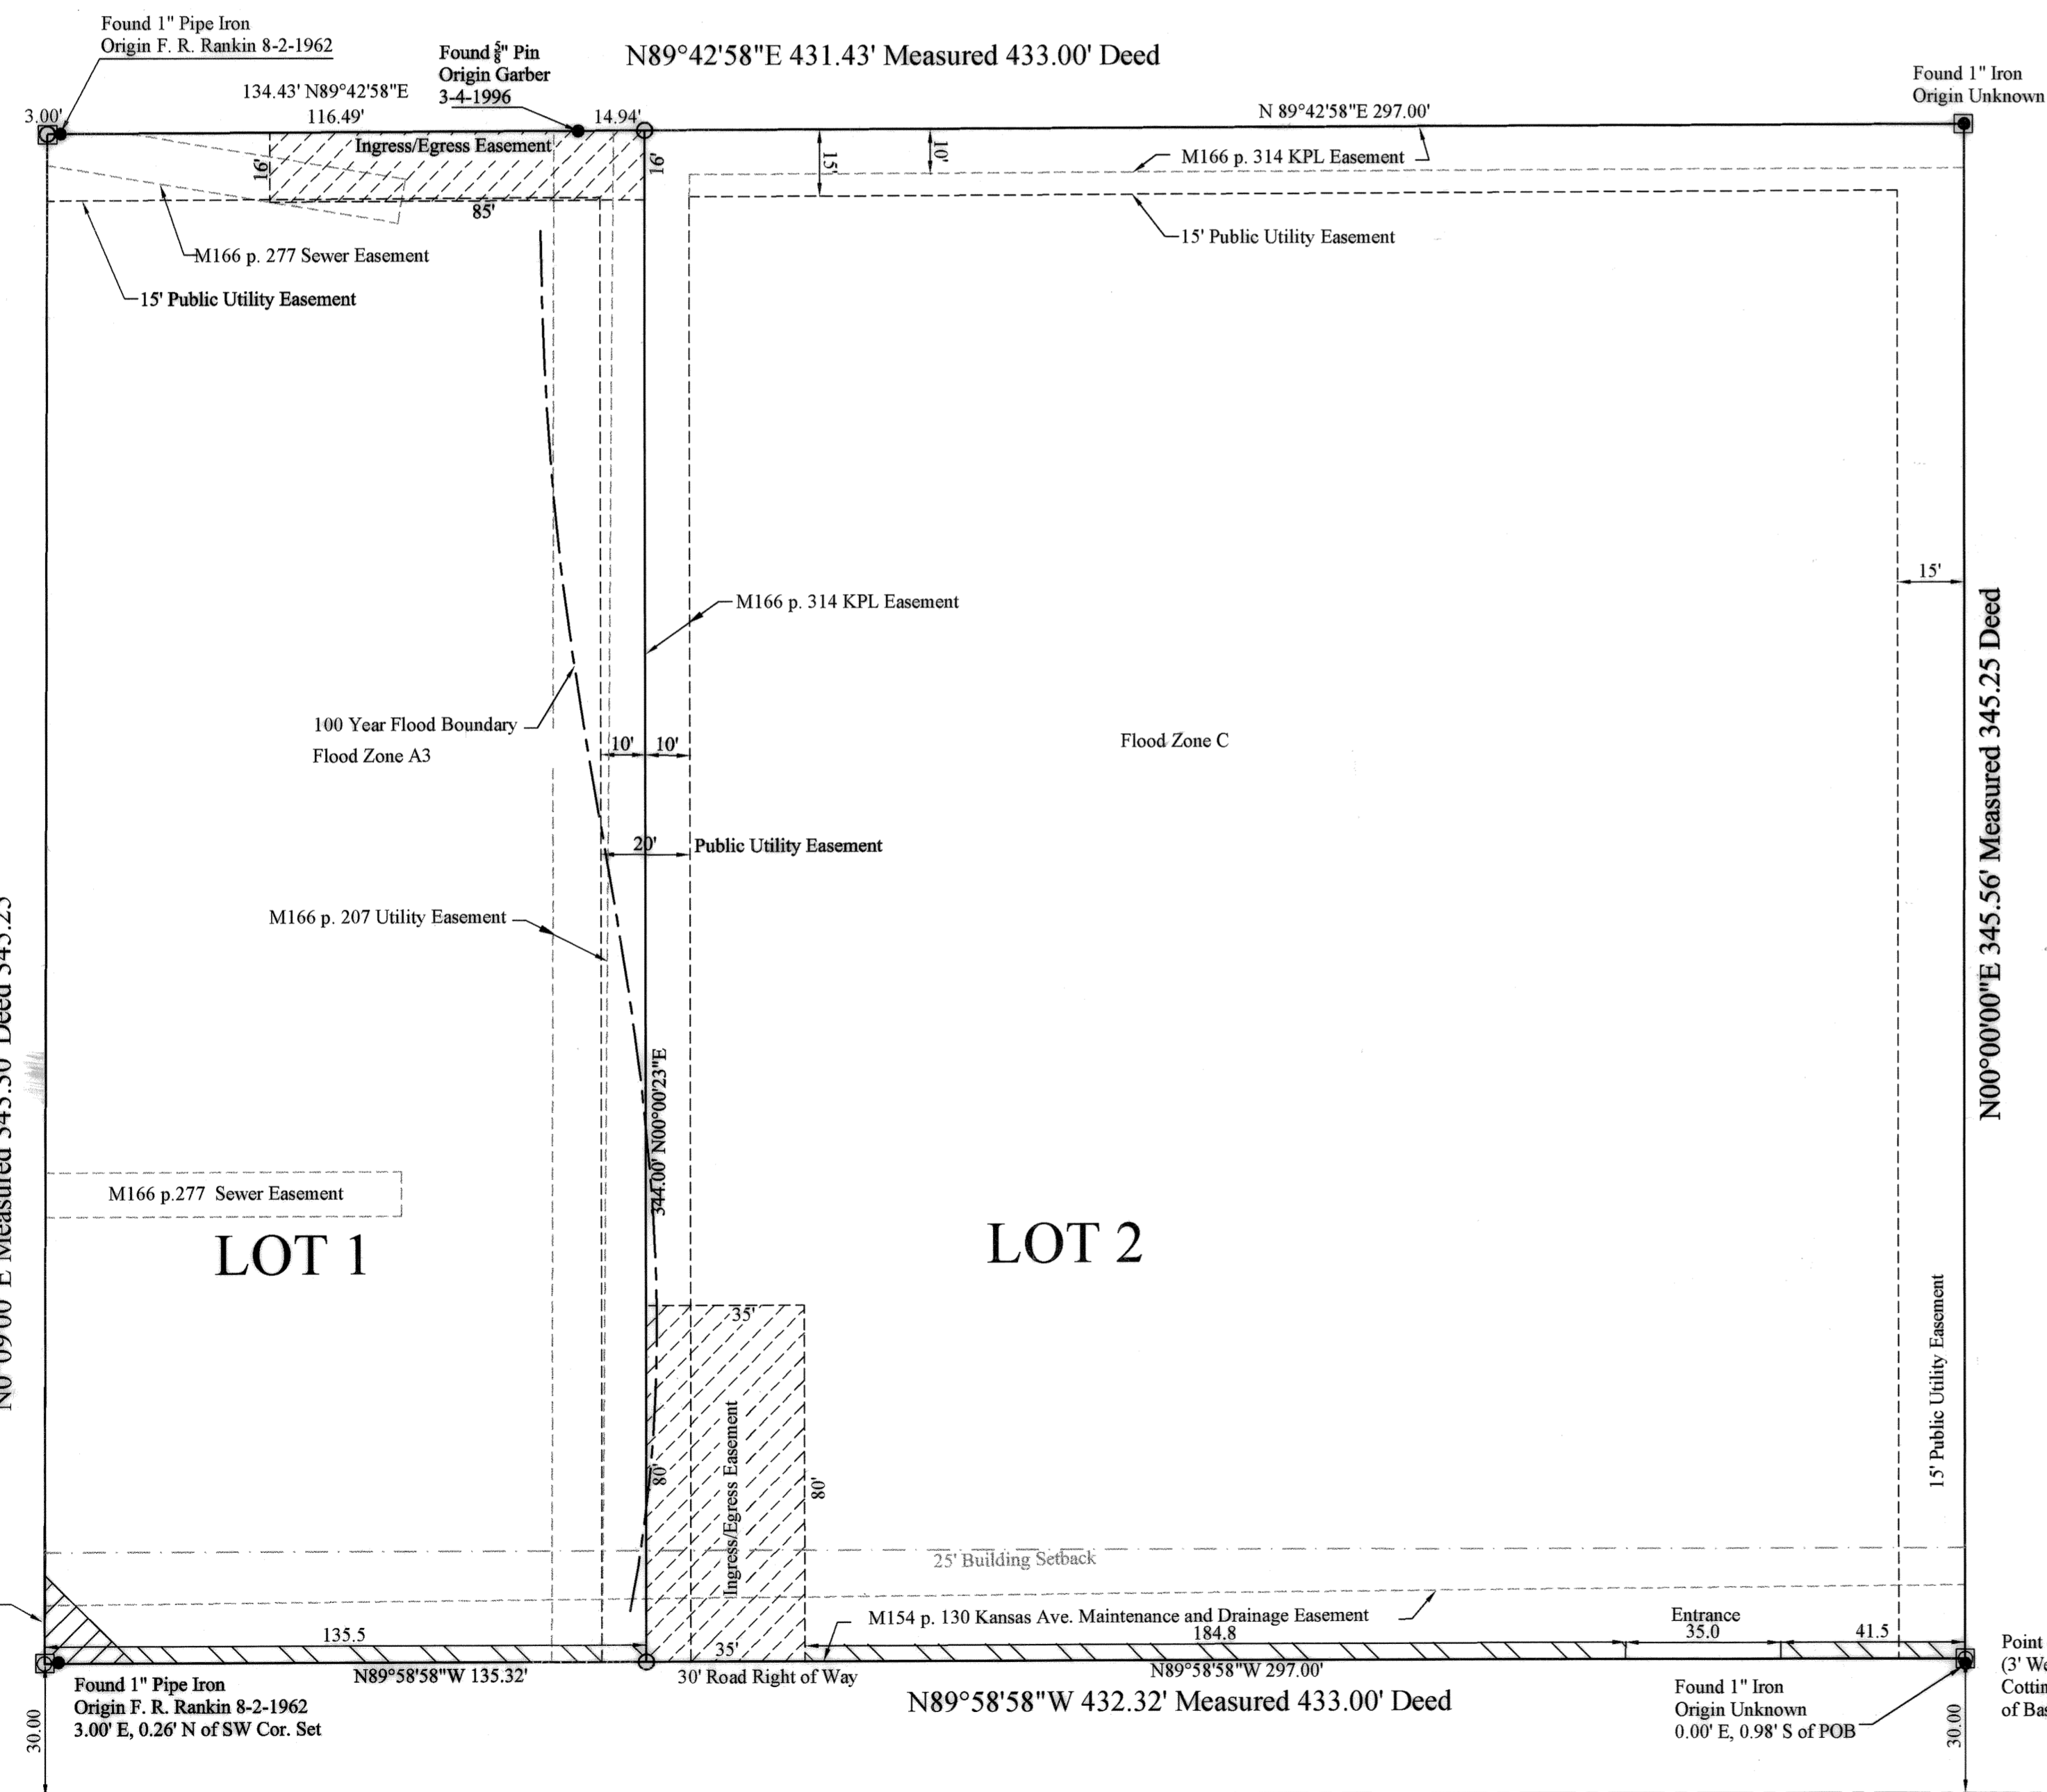 Found 1" Pipe Iron
Origin F. R. Rankin 8-2-1962
Found 5/8" Pin
Origin Garber
3-4-1996
N89°42'58"E 431.43' Measured 433.00' Deed
Found 1" Iron
Origin Unknown
134.43' N89°42'58"E
3.00'
116.49'
14.94'
N 89°42'58"E 297.00'
Ingress/Egress Easement
16'
16'
15'
10'
M166 p. 314 KPL Easement
85'
15' Public Utility Easement
M166 p. 277 Sewer Easement
15' Public Utility Easement
15'
M166 p. 314 KPL Easement
N00°00'00"E 345.56' Measured 345.25 Deed
100 Year Flood Boundary
Flood Zone A3
10'
10'
Flood Zone C
20'
Public Utility Easement
M166 p. 207 Utility Easement
344.00' N00°00'23"E
M166 p.277 Sewer Easement
LOT 1
LOT 2
35'
15' Public Utility Easement
Ingress/Egress Easement
80'
80'
25' Building Setback
M154 p. 130 Kansas Ave. Maintenance and Drainage Easement
Entrance
135.5
35'
184.8
35.0
41.5
N89°58'58"W 135.32'
30' Road Right of Way
N89°58'58"W 297.00'
Point
(3' We
Cottin
of Bas
Found 1" Pipe Iron
Origin F. R. Rankin 8-2-1962
3.00' E, 0.26' N of SW Cor. Set
N89°58'58"W 432.32' Measured 433.00' Deed
Found 1" Iron
Origin Unknown
0.00' E, 0.98' S of POB
30.00
30.00